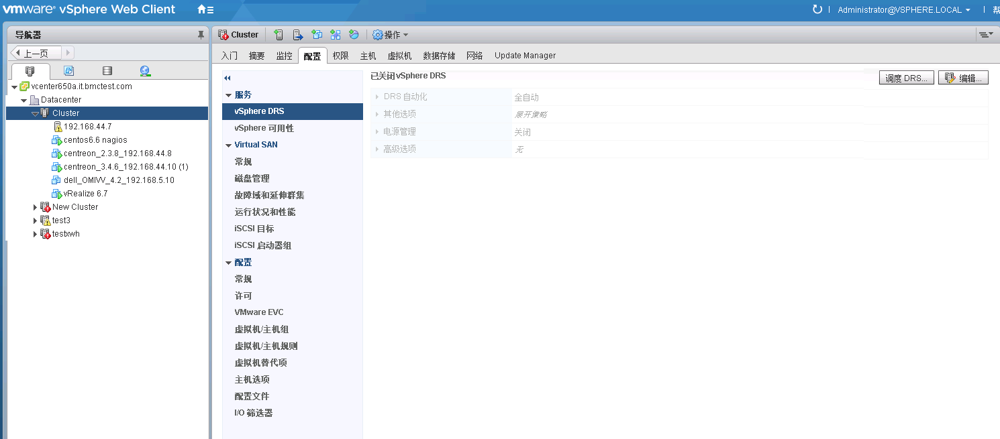 vmware® vSphere Web Client
Administrator@VSPHERE.LOCAL
导航器
上一页
vcenter650a.it.bmctest.com
Datacenter
Cluster
192.168.44.7
centos6.6 nagios
centreon_2.3.8_192.168.44.8
centreon_3.4.6_192.168.44.10 (1)
dell_OMIVV_4.2_192.168.5.10
vRealize 6.7
New Cluster
test3
testxwh
Cluster
操作
入门 摘要 监控 配置 权限 主机 虚拟机 数据存储 网络 Update Manager
服务
vSphere DRS
vSphere 可用性
Virtual SAN
常规
磁盘管理
故障域和延伸群集
运行状况和性能
iSCSI 目标
iSCSI 启动器组
配置
常规
许可
VMware EVC
虚拟机/主机组
虚拟机/主机规则
虚拟机替代项
主机选项
配置文件
I/O 筛选器
已关闭vSphere DRS
调度 DRS...
编辑...
DRS 自动化 全自动
其他选项 展开策略
电源管理 关闭
高级选项 无